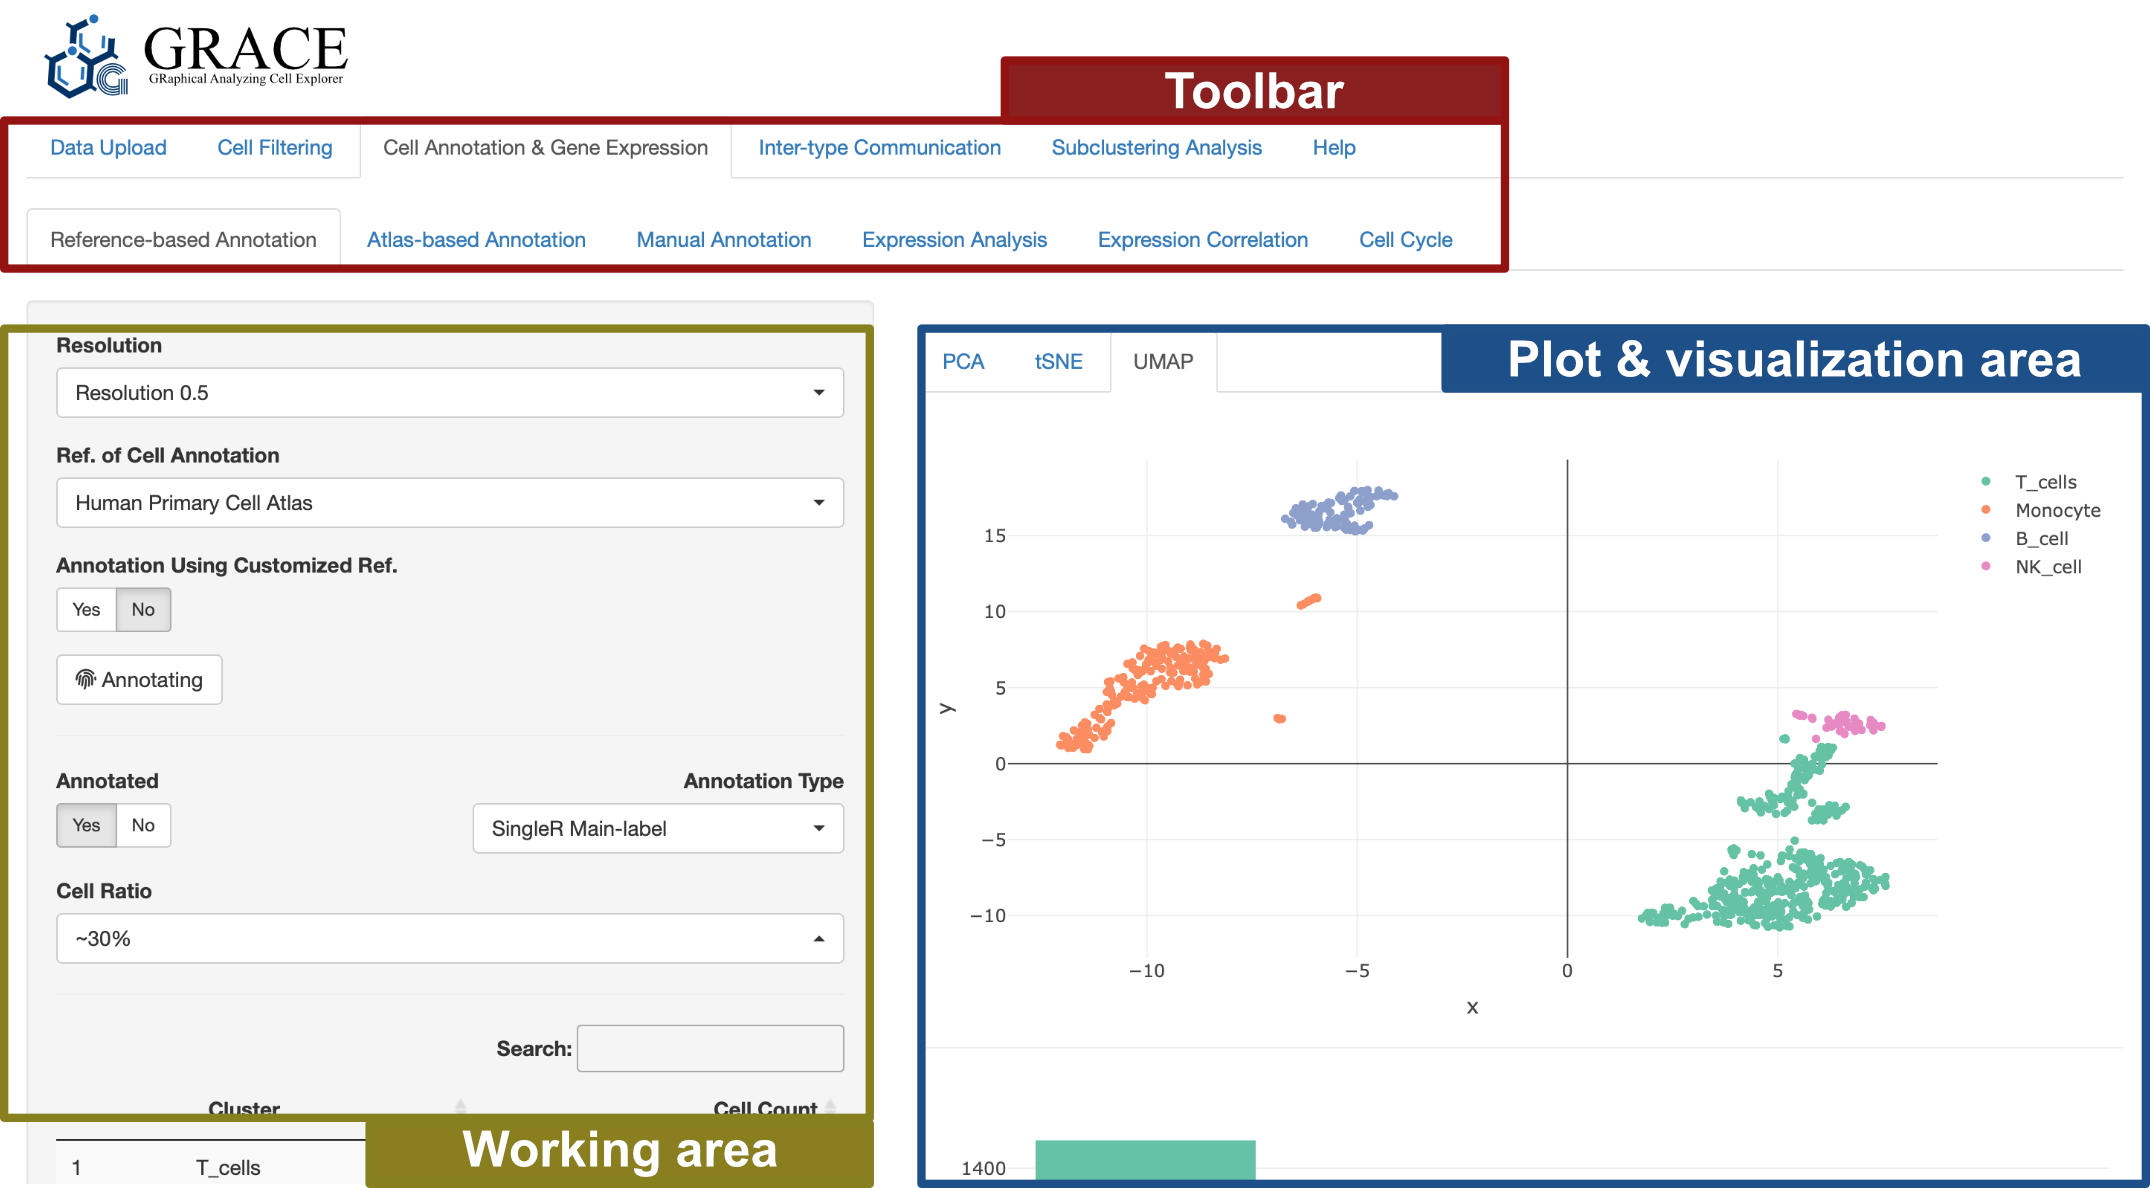 GRACE
GRaphical Analyzing Cell Explorer
Toolbar
Data Upload Cell Filtering Cell Annotation & Gene Expression Inter-type Communication Subclustering Analysis Help
Reference-based Annotation Atlas-based Annotation Manual Annotation Expression Analysis Expression Correlation Cell Cycle
Resolution
Resolution 0.5
Ref. of Cell Annotation
Human Primary Cell Atlas
Annotation Using Customized Ref.
Yes No
Annotating
Annotated Annotation Type
Yes No SingleR Main-label
Cell Ratio
~30%
Search:
Cluster Cell Count
1 T_cells
Working area
PCA tSNE UMAP
Plot & visualization area
T_cells
Monocyte
B_cell
NK_cell
15
10
5
0
−5
−10
y
−10 −5 0 5
x
1400